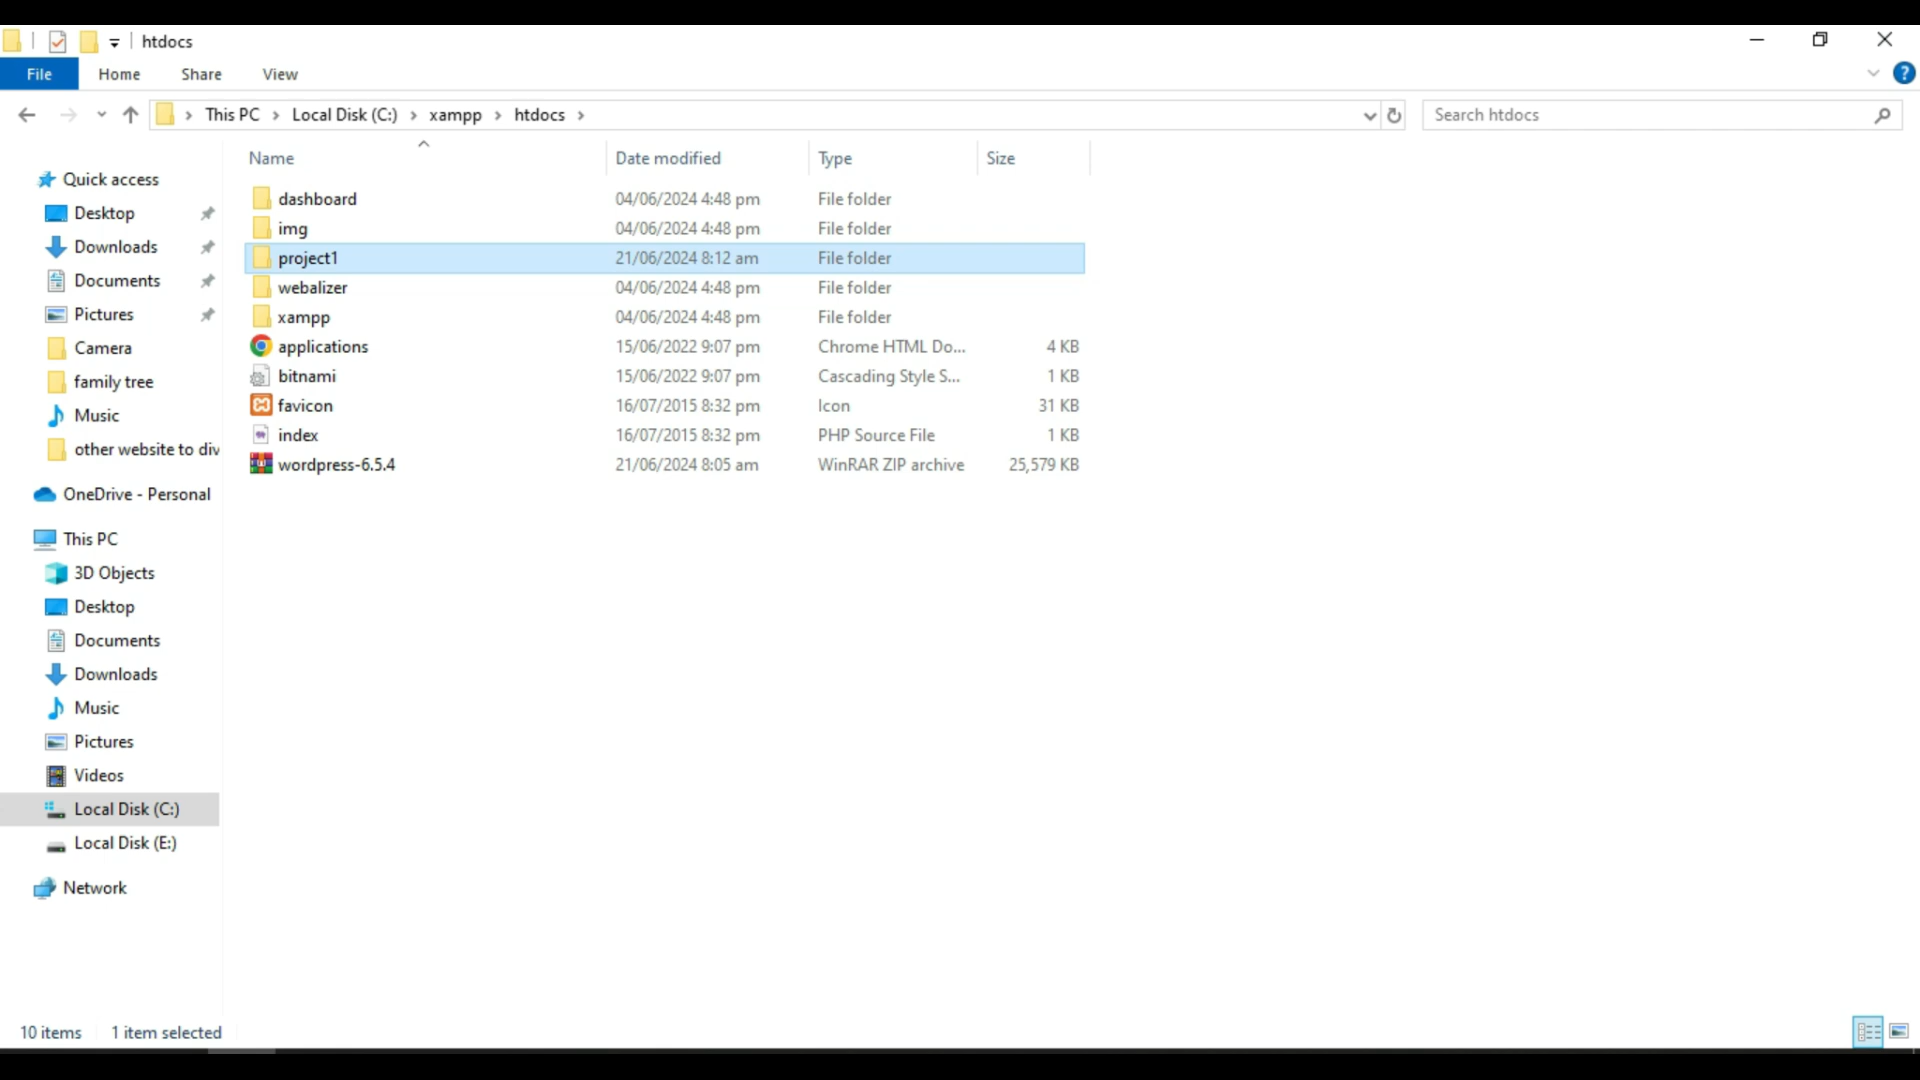 htdocs
File Home Share View
This PC Local Disk (C:) xampp htdocs Search htdocs
Name Date modified Type Size
Quick access
Desktop
Downloads
Documents
Pictures
Camera
family tree
Music
other website to div
OneDrive - Personal
This PC
3D Objects
Desktop
Documents
Downloads
Music
Pictures
Videos
Local Disk (C:)
Local Disk (E:)
Network
dashboard 04/06/2024 4:48 pm File folder
img 04/06/2024 4:48 pm File folder
project1 21/06/2024 8:12 am File folder
webalizer 04/06/2024 4:48 pm File folder
xampp 04/06/2024 4:48 pm File folder
applications 15/06/2022 9:07 pm Chrome HTML Do... 4 KB
bitnami 15/06/2022 9:07 pm Cascading Style S... 1 KB
favicon 16/07/2015 8:32 pm Icon 31 KB
index 16/07/2015 8:32 pm PHP Source File 1 KB
wordpress-6.5.4 21/06/2024 8:05 am WinRAR ZIP archive 25,579 KB
10 items 1 item selected